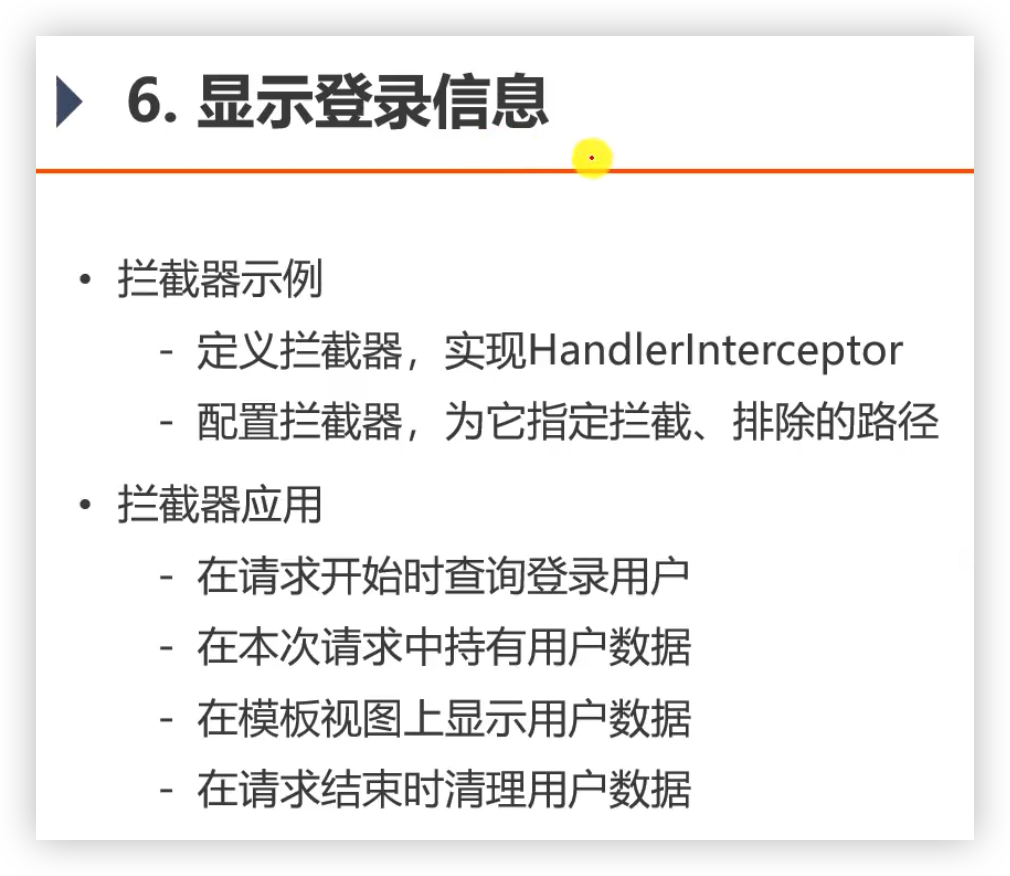 6. 显示登录信息
• 拦截器示例
- 定义拦截器，实现HandlerInterceptor
- 配置拦截器，为它指定拦截、排除的路径
• 拦截器应用
- 在请求开始时查询登录用户
- 在本次请求中持有用户数据
- 在模板视图上显示用户数据
- 在请求结束时清理用户数据